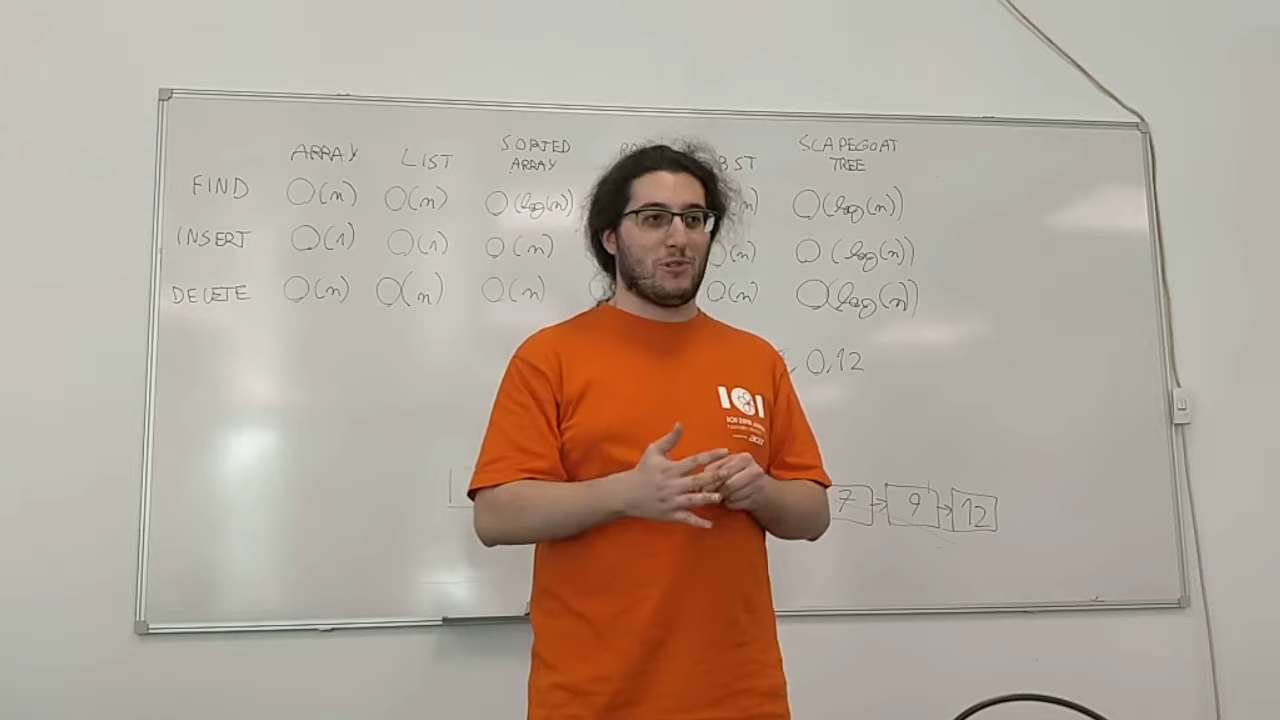 ARRAY LIST SORTED ARRAY BST SCAPEGOAT TREE
FIND O(n) O(n) O(log(n)) (n) O(log(n))
INSERT O(1) O(1) O(n) O(n) O(log(n))
DELETE O(n) O(n) O(n) O(n) O(log(n))
0,12
IOI
acer
7 9 12